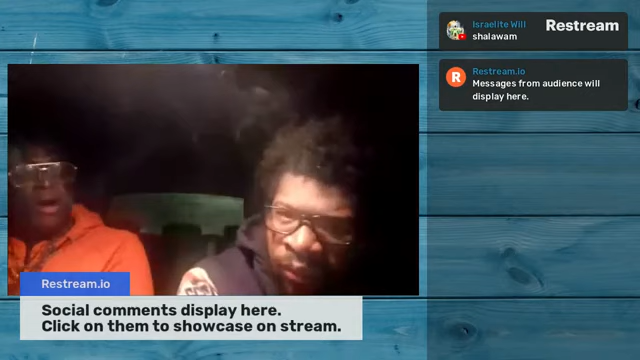 Israelite Will
shalawam
Restream
R
Restream.io
Messages from audience will
display here.
Restream.io
Social comments display here.
Click on them to showcase on stream.